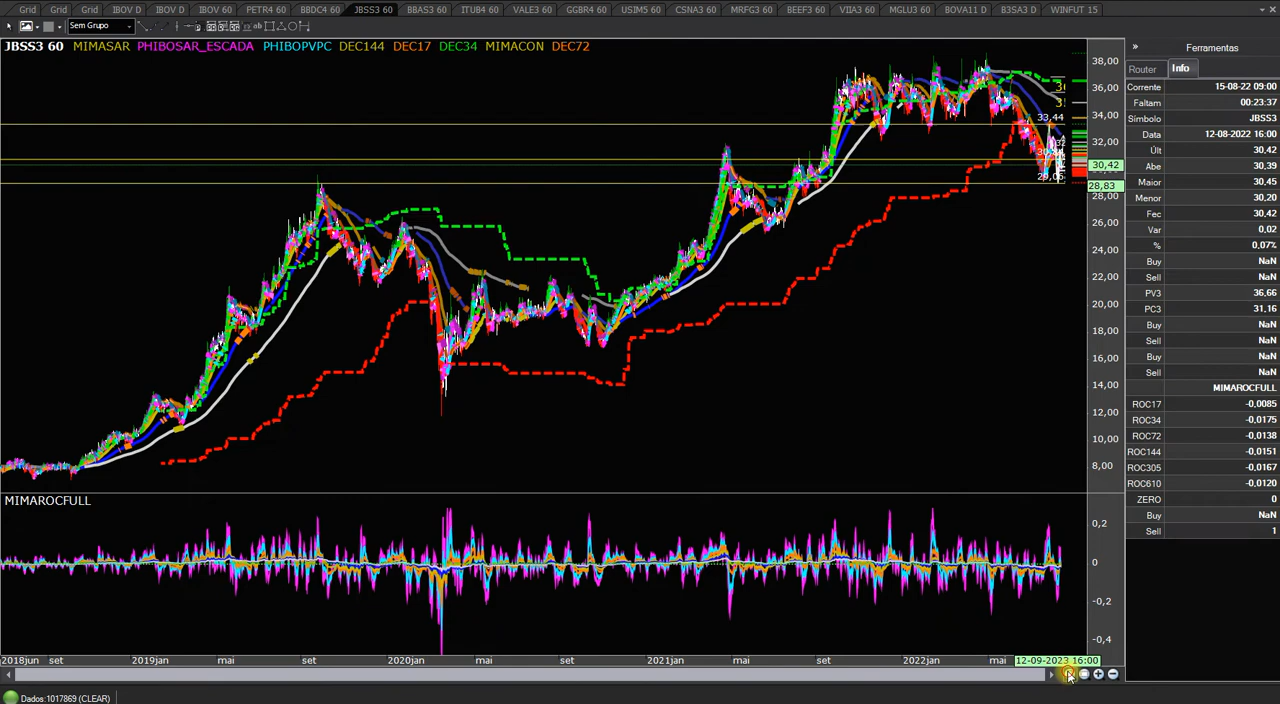 Grid Grid Grid IBOV D IBOV D IBOV 60 PETR4 60 BBDC4 60 JBSS3 60 BBAS3 60 ITUB4 60 VALE3 60 GGBR4 60 USIM5 60 CSNA3 60 MRFG3 60 BEEF3 60 VIIA3 60 MGLU3 60 BOVA11 D B3SA3 D WINFUT 15
Sem Grupo
JBSS3 60 MIMASAR PHIBOSAR_ESCADA PHIBOPVPC DEC144 DEC17 DEC34 MIMACON DEC72
38,00
36,00
34,00
33,44
32,00
30,42
28,83
28,00
26,00
24,00
22,00
20,00
18,00
16,00
14,00
12,00
10,00
8,00
MIMAROCFULL
0,2
0
-0,2
-0,4
2018jun set 2019jan mai set 2020jan mai set 2021jan mai set 2022jan mai 12-09-2023 16:00
Dados:1017869 (CLEAR)
» Ferramentas
Router Info
Corrente 15-08-22 09:00
Faltam 00:23:37
Símbolo JBSS3
Data 12-08-2022 16:00
Últ 30,42
Abe 30,39
Maior 30,45
Menor 30,20
Fec 30,42
Var 0,02
% 0,07%
Buy NaN
Sell NaN
PV3 36,66
PC3 31,16
Buy NaN
Sell NaN
Buy NaN
Sell NaN
MIMAROCFULL
ROC17 -0,0085
ROC34 -0,0175
ROC72 -0,0138
ROC144 -0,0151
ROC305 -0,0167
ROC610 -0,0120
ZERO 0
Buy NaN
Sell 1